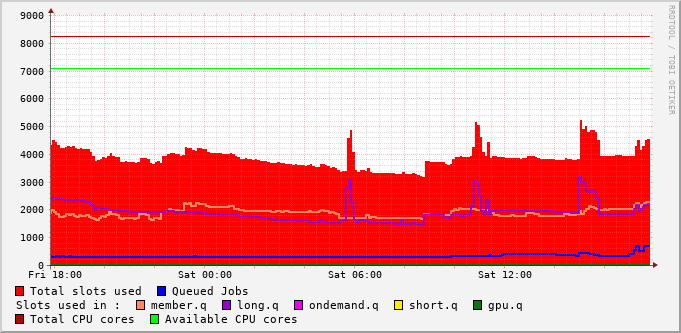 9000
8000
7000
6000
5000
4000
3000
2000
1000
0
Fri 18:00 Sat 00:00 Sat 06:00 Sat 12:00
Total slots used Queued Jobs
Slots used in : member.q long.q ondemand.q short.q gpu.q
Total CPU cores Available CPU cores
RRDTOOL / TOBI OETIKER